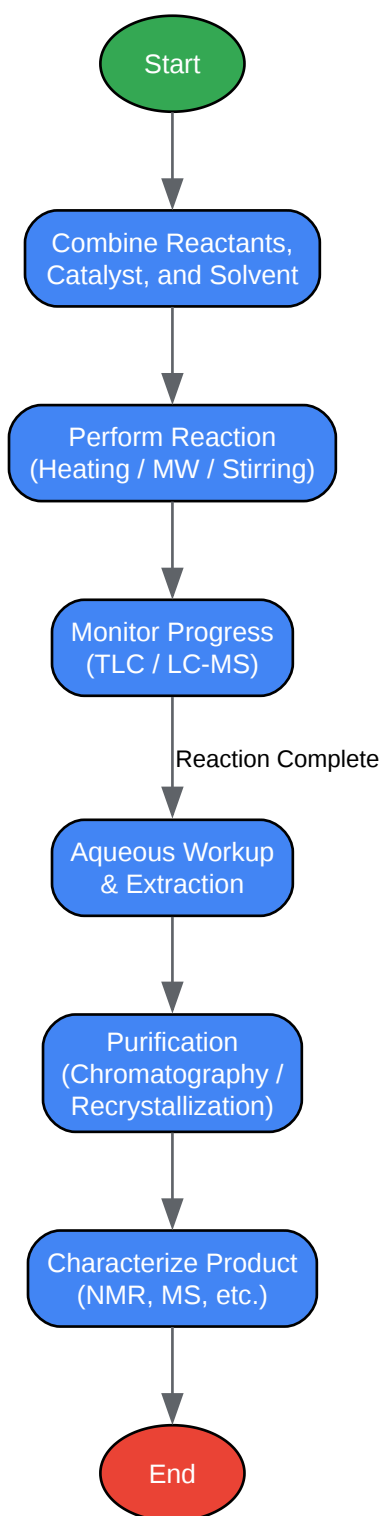 Start
Combine Reactants,
Catalyst, and Solvent
Perform Reaction
(Heating / MW / Stirring)
Monitor Progress
(TLC / LC-MS)
Reaction Complete
Aqueous Workup
& Extraction
Purification
(Chromatography /
Recrystallization)
Characterize Product
(NMR, MS, etc.)
End